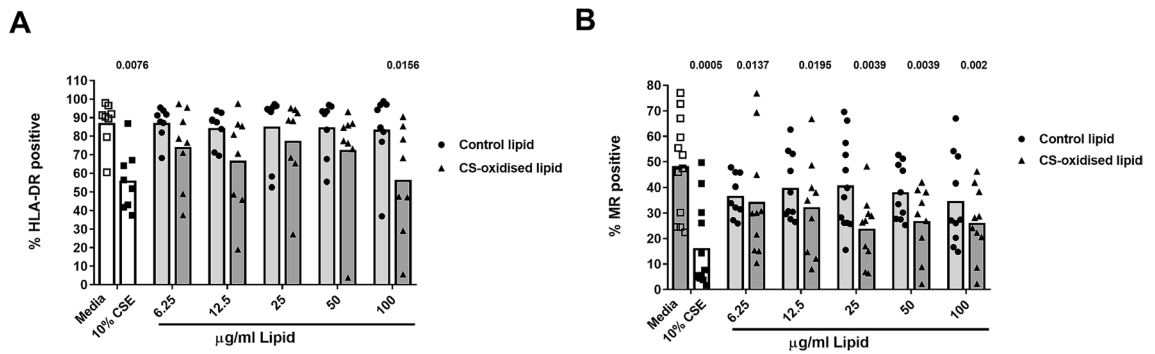 A
0.0076
0.0156
% HLA-DR positive
110
100
90
80
70
60
50
40
30
20
10
0
Media
10% CSE
6.25
12.5
25
50
100
μg/ml Lipid
Control lipid
CS-oxidised lipid
B
0.0005 0.0137 0.0195 0.0039 0.0039 0.002
% MR positive
80
70
60
50
40
30
20
10
0
Media
10% CSE
6.25
12.5
25
50
100
μg/ml Lipid
Control lipid
CS-oxidised lipid